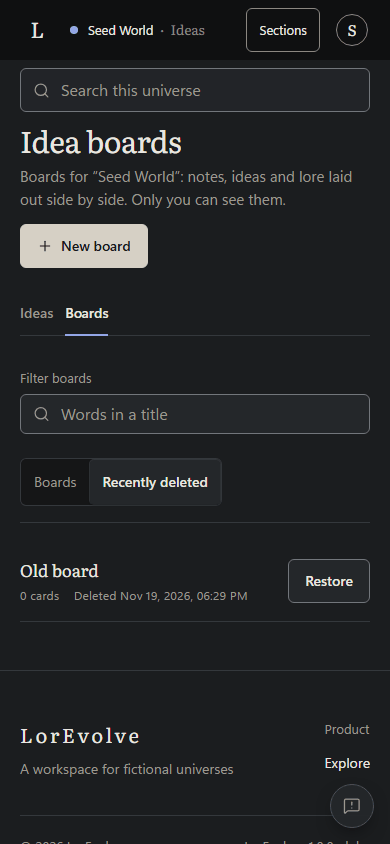 L
Seed World · Ideas
Sections
S
Search this universe
Idea boards
Boards for “Seed World”: notes, ideas and lore laid
out side by side. Only you can see them.
New board
Ideas Boards
Filter boards
Words in a title
Boards Recently deleted
Old board
Restore
0 cards Deleted Nov 19, 2026, 06:29 PM
LorEvolve
Product
A workspace for fictional universes
Explore